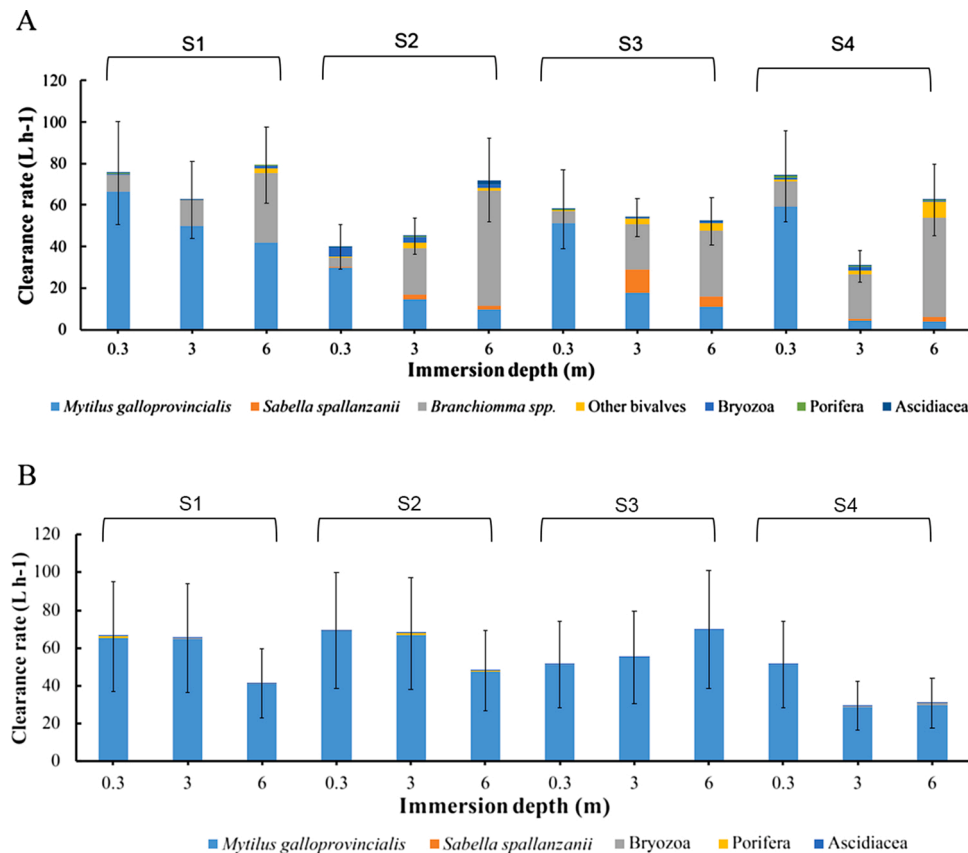 A
S1 S2 S3 S4
Clearance rate (L h-1)
120
100
80
60
40
20
0
0.3 3 6 0.3 3 6 0.3 3 6 0.3 3 6
Immersion depth (m)
Mytilus galloprovincialis Sabella spallanzanii Branchiomma spp. Other bivalves Bryozoa Porifera Ascidiacea
B
S1 S2 S3 S4
Clearance rate (L h-1)
120
100
80
60
40
20
0
0.3 3 6 0.3 3 6 0.3 3 6 0.3 3 6
Immersion depth (m)
Mytilus galloprovincialis Sabella spallanzanii Bryozoa Porifera Ascidiacea